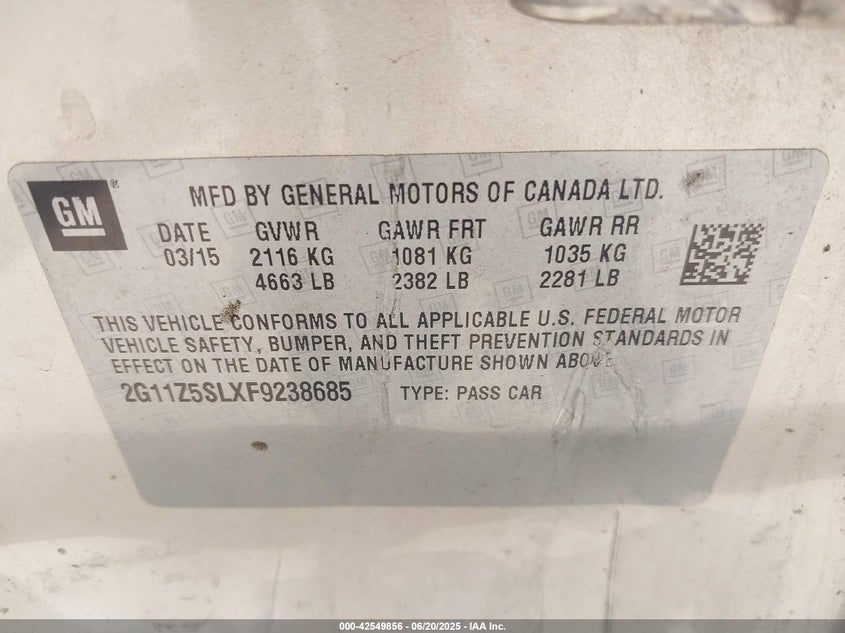 GM
MFD BY GENERAL MOTORS OF CANADA LTD.
DATE GVWR GAWR FRT GAWR RR
03/15 2116 KG 1081 KG 1035 KG
4663 LB 2382 LB 2281 LB
THIS VEHICLE CONFORMS TO ALL APPLICABLE U.S. FEDERAL MOTOR
VEHICLE SAFETY, BUMPER, AND THEFT PREVENTION STANDARDS IN
EFFECT ON THE DATE OF MANUFACTURE SHOWN ABOVE
2G11Z5SLXF9238685 TYPE: PASS CAR
000-42549856 - 06/20/2025 - IAA Inc.